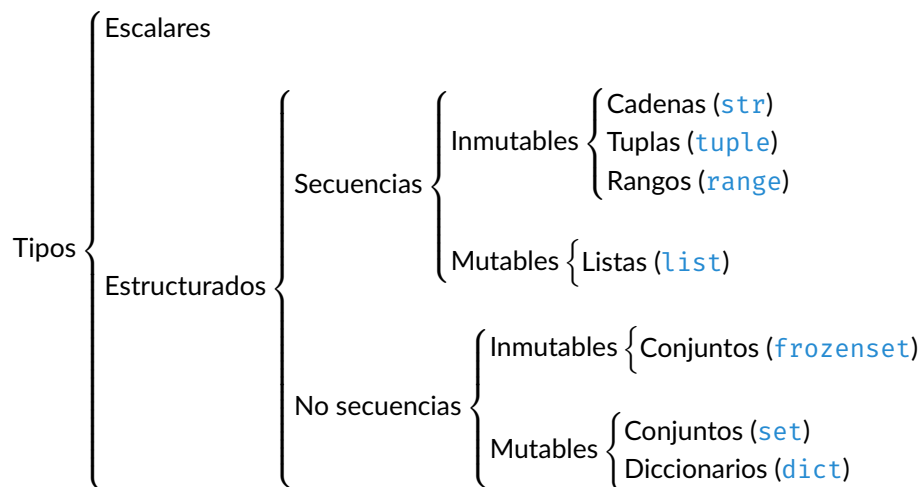 Escalares
Cadenas (str)
Inmutables
Tuplas (tuple)
Secuencias
Rangos (range)
Tipos
Mutables
Listas (list)
Estructurados
Inmutables
Conjuntos (frozenset)
No secuencias
Mutables
Conjuntos (set)
Diccionarios (dict)